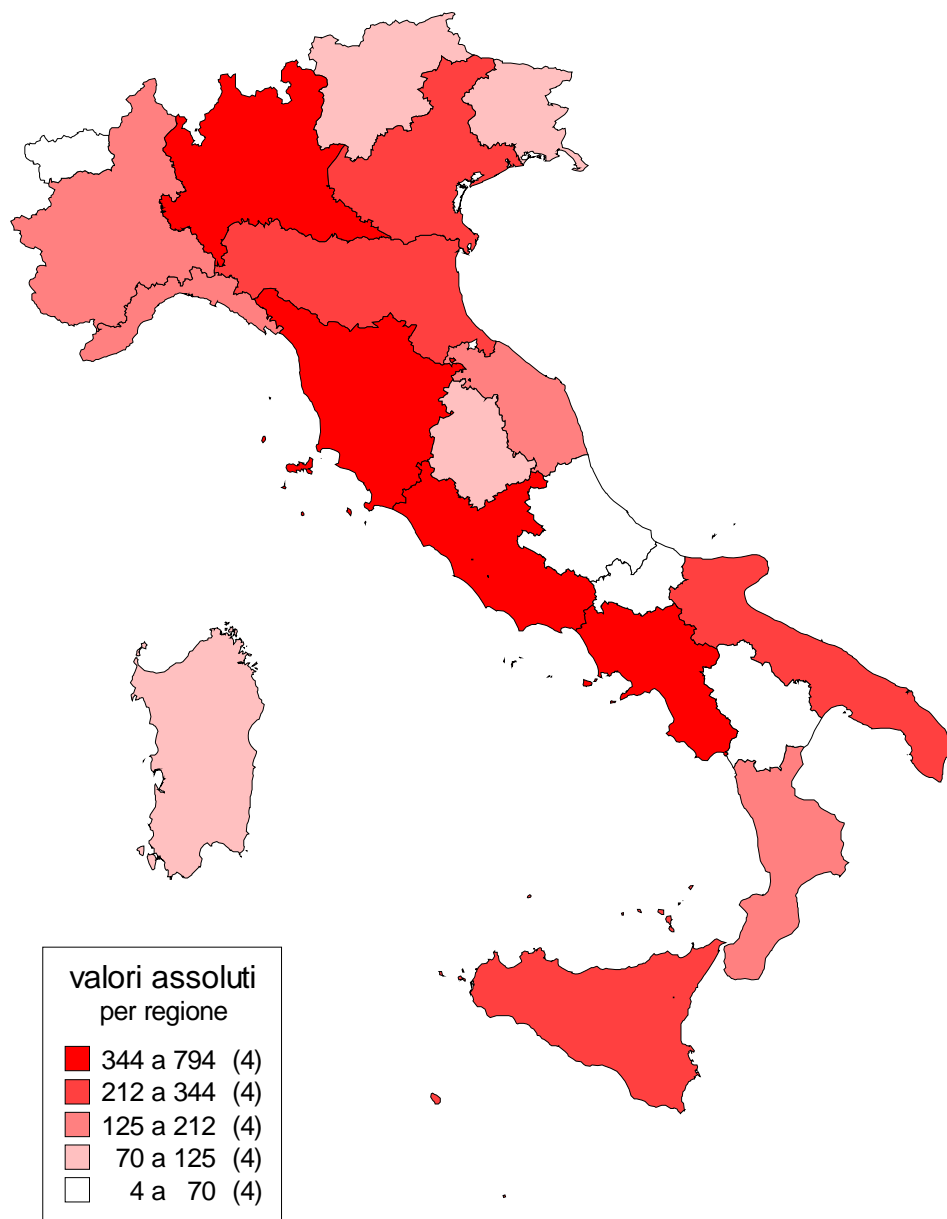 valori assoluti
per regione
344 a 794 (4)
212 a 344 (4)
125 a 212 (4)
70 a 125 (4)
4 a 70 (4)